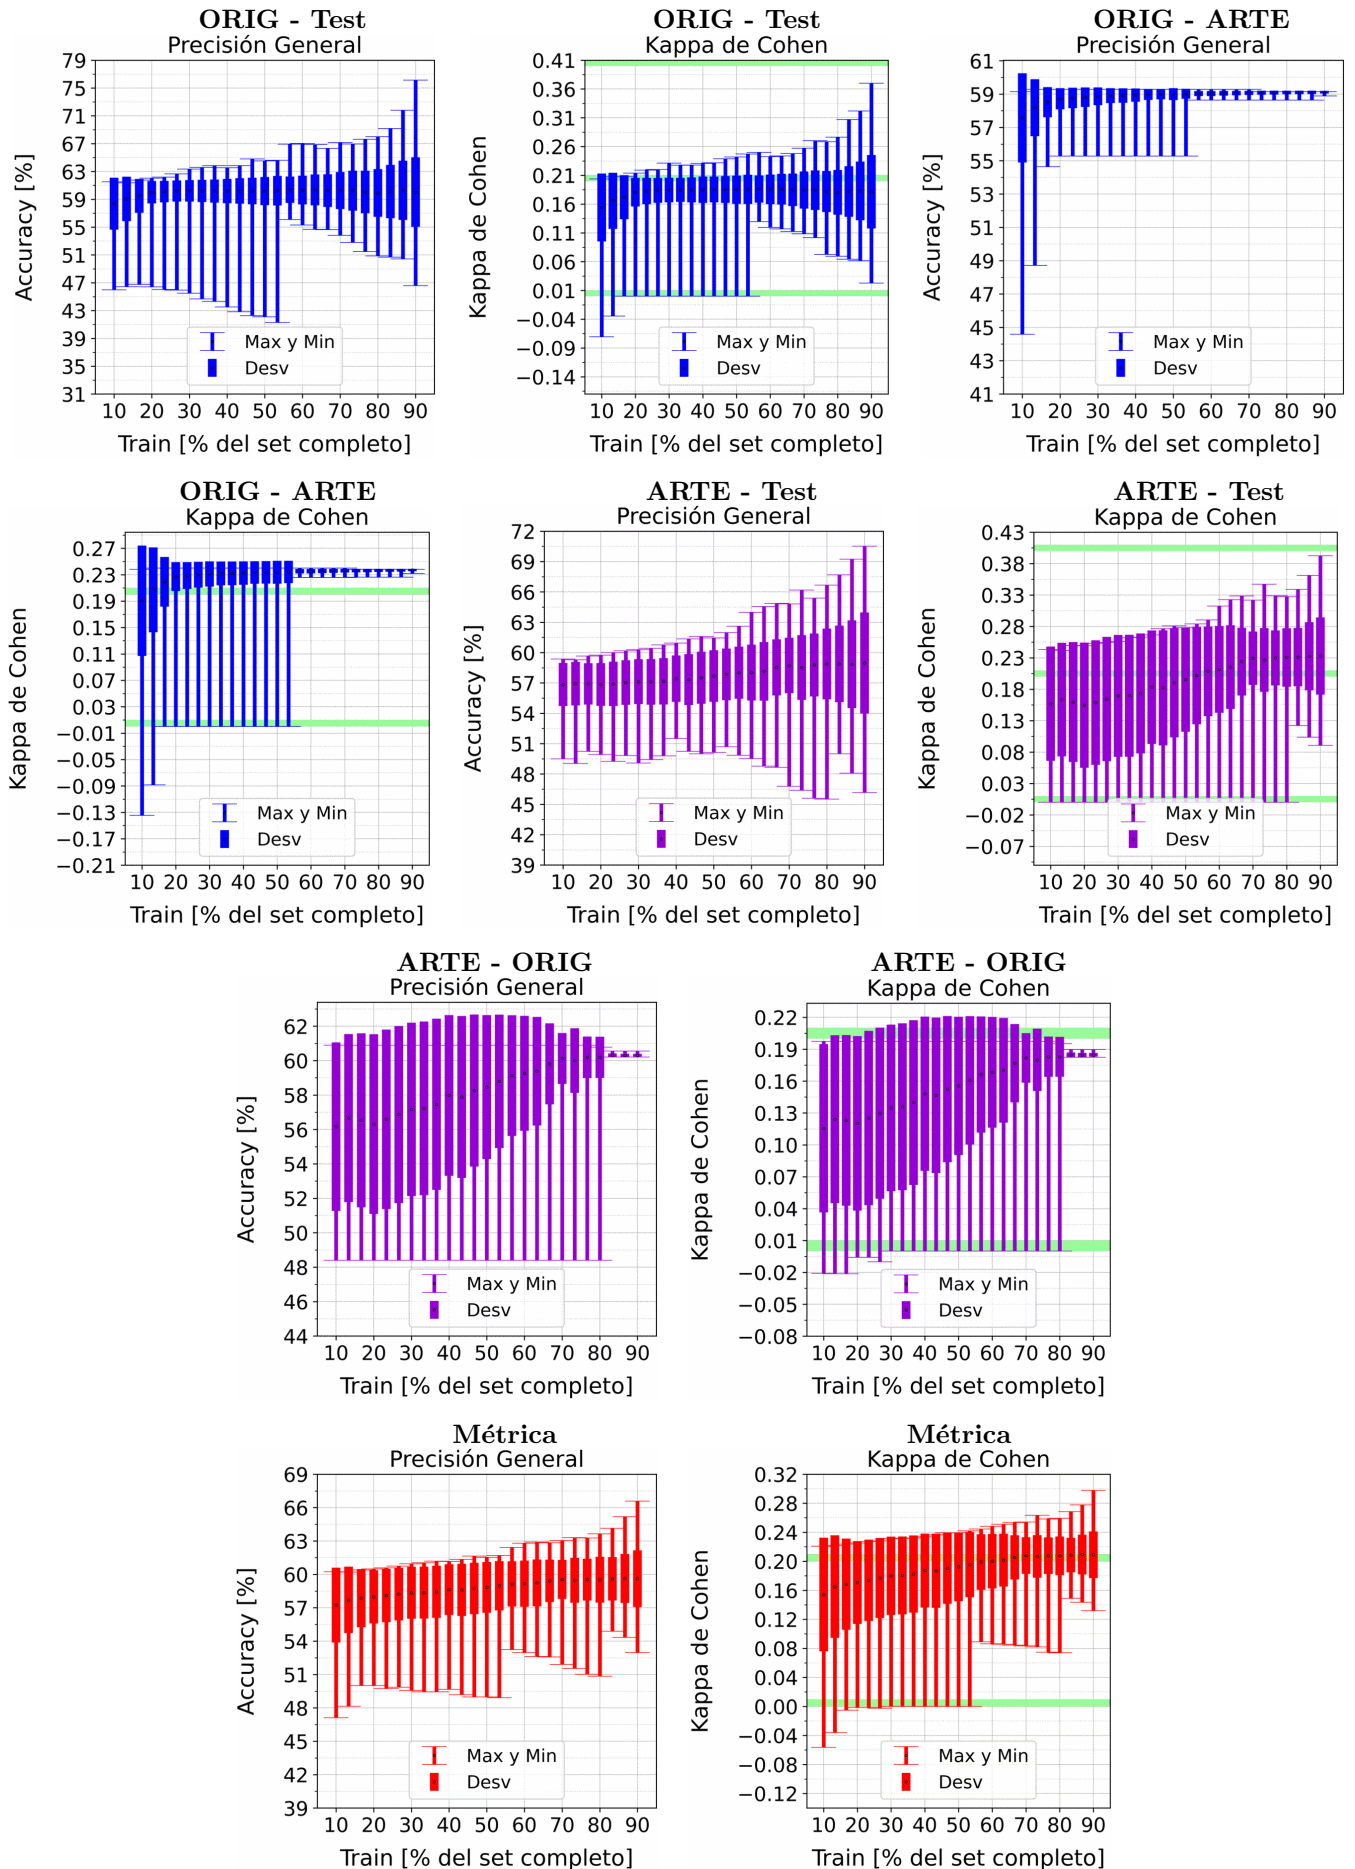 ORIG - Test
Precisión General
79
75
71
67
63
59
55
51
47
43
39
35
31
Accuracy [%]
Max y Min
Desv
10 20 30 40 50 60 70 80 90
Train [% del set completo]
ORIG - Test
Kappa de Cohen
0.41
0.36
0.31
0.26
0.21
0.16
0.11
0.06
0.01
−0.04
−0.09
−0.14
Kappa de Cohen
Max y Min
Desv
10 20 30 40 50 60 70 80 90
Train [% del set completo]
ORIG - ARTE
Precisión General
61
59
57
55
53
51
49
47
45
43
41
Accuracy [%]
Max y Min
Desv
10 20 30 40 50 60 70 80 90
Train [% del set completo]
ORIG - ARTE
Kappa de Cohen
0.27
0.23
0.19
0.15
0.11
0.07
0.03
−0.01
−0.05
−0.09
−0.13
−0.17
−0.21
Kappa de Cohen
Max y Min
Desv
10 20 30 40 50 60 70 80 90
Train [% del set completo]
ARTE - Test
Precisión General
72
69
66
63
60
57
54
51
48
45
42
39
Accuracy [%]
Max y Min
Desv
10 20 30 40 50 60 70 80 90
Train [% del set completo]
ARTE - Test
Kappa de Cohen
0.43
0.38
0.33
0.28
0.23
0.18
0.13
0.08
0.03
−0.02
−0.07
Kappa de Cohen
Max y Min
Desv
10 20 30 40 50 60 70 80 90
Train [% del set completo]
ARTE - ORIG
Precisión General
62
60
58
56
54
52
50
48
46
44
Accuracy [%]
Max y Min
Desv
10 20 30 40 50 60 70 80 90
Train [% del set completo]
ARTE - ORIG
Kappa de Cohen
0.22
0.19
0.16
0.13
0.10
0.07
0.04
0.01
−0.02
−0.05
−0.08
Kappa de Cohen
Max y Min
Desv
10 20 30 40 50 60 70 80 90
Train [% del set completo]
Métrica
Precisión General
69
66
63
60
57
54
51
48
45
42
39
Accuracy [%]
Max y Min
Desv
10 20 30 40 50 60 70 80 90
Train [% del set completo]
Métrica
Kappa de Cohen
0.32
0.28
0.24
0.20
0.16
0.12
0.08
0.04
0.00
−0.04
−0.08
−0.12
Kappa de Cohen
Max y Min
Desv
10 20 30 40 50 60 70 80 90
Train [% del set completo]